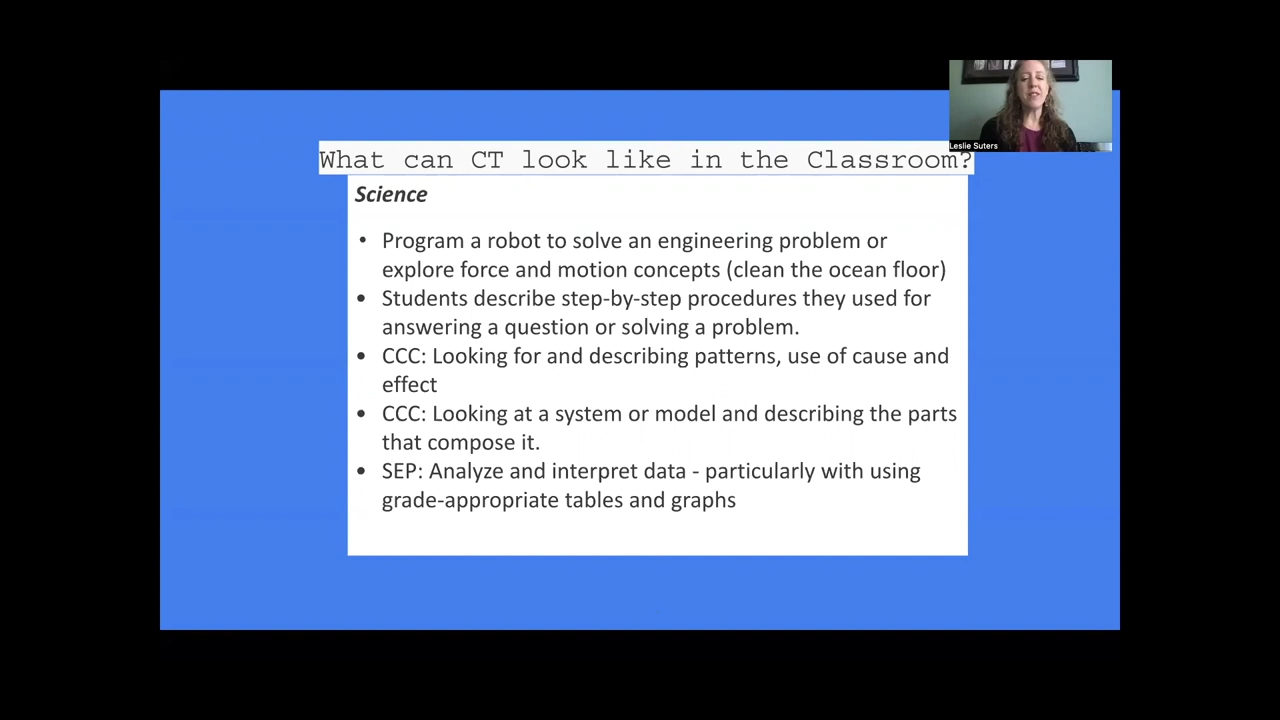 Leslie Suters
What can CT look like in the Classroom?
Science
• Program a robot to solve an engineering problem or
explore force and motion concepts (clean the ocean floor)
• Students describe step-by-step procedures they used for
answering a question or solving a problem.
• CCC: Looking for and describing patterns, use of cause and
effect
• CCC: Looking at a system or model and describing the parts
that compose it.
• SEP: Analyze and interpret data - particularly with using
grade-appropriate tables and graphs